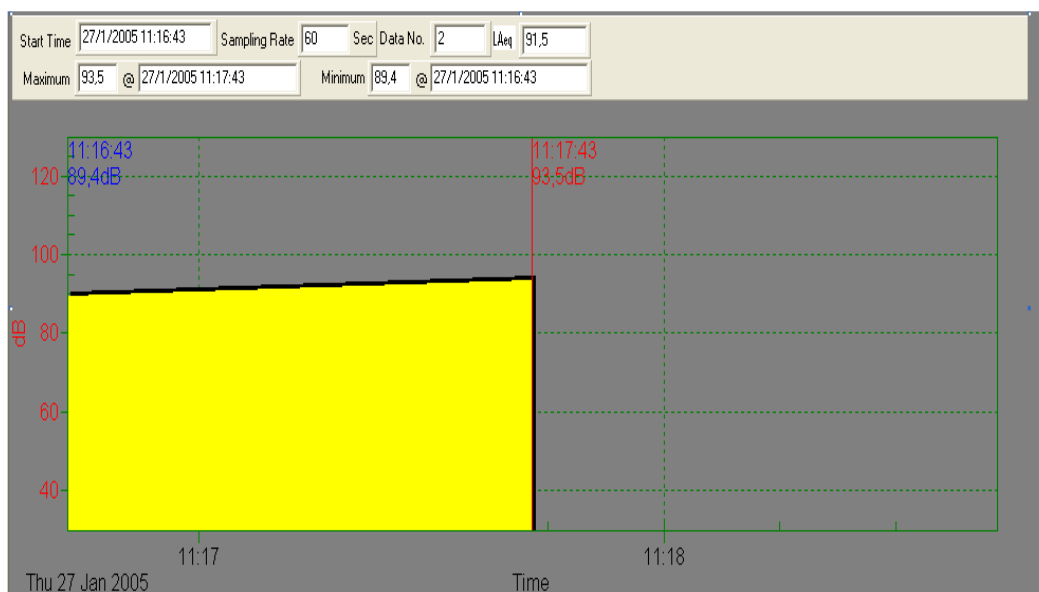 Start Time 27/1/2005 11:16:43 Sampling Rate 60 Sec Data No. 2 LAeq 91,5
Maximum 93,5 @ 27/1/2005 11:17:43 Minimum 89,4 @ 27/1/2005 11:16:43
11:16:43 11:17:43
89,4dB 93,5dB
120
100
80
60
40
dB
11:17 11:18
Thu 27 Jan 2005 Time